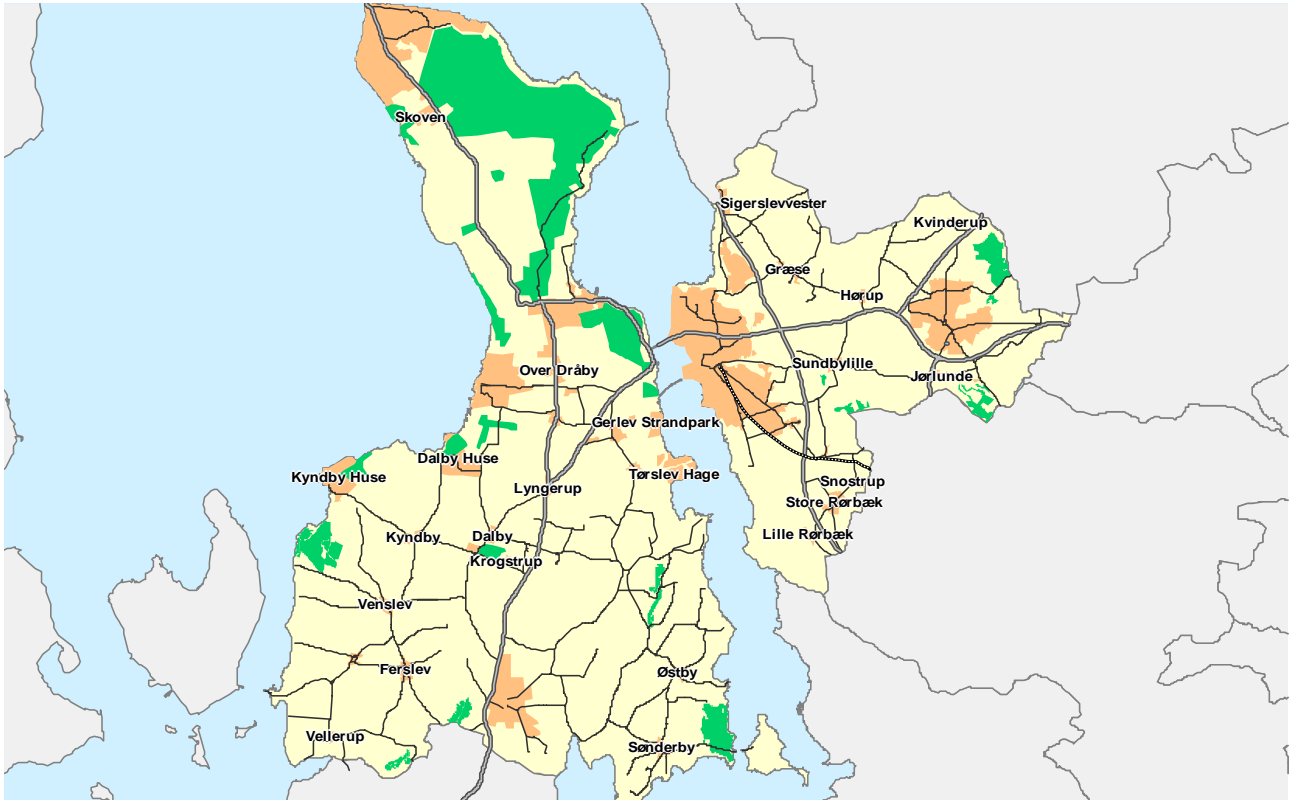 Skoven
Sigerslevvester
Kvinderup
Græse
Hørup
Sundbylille
Over Dråby
Jørlunde
Gerlev Strandpark
Dalby Huse
Kyndby Huse
Tørslev Hage
Lyngerup
Snostrup
Store Rørbæk
Lille Rørbæk
Kyndby
Dalby
Krogstrup
Venslev
Ferslev
Østby
Vellerup
Sønderby